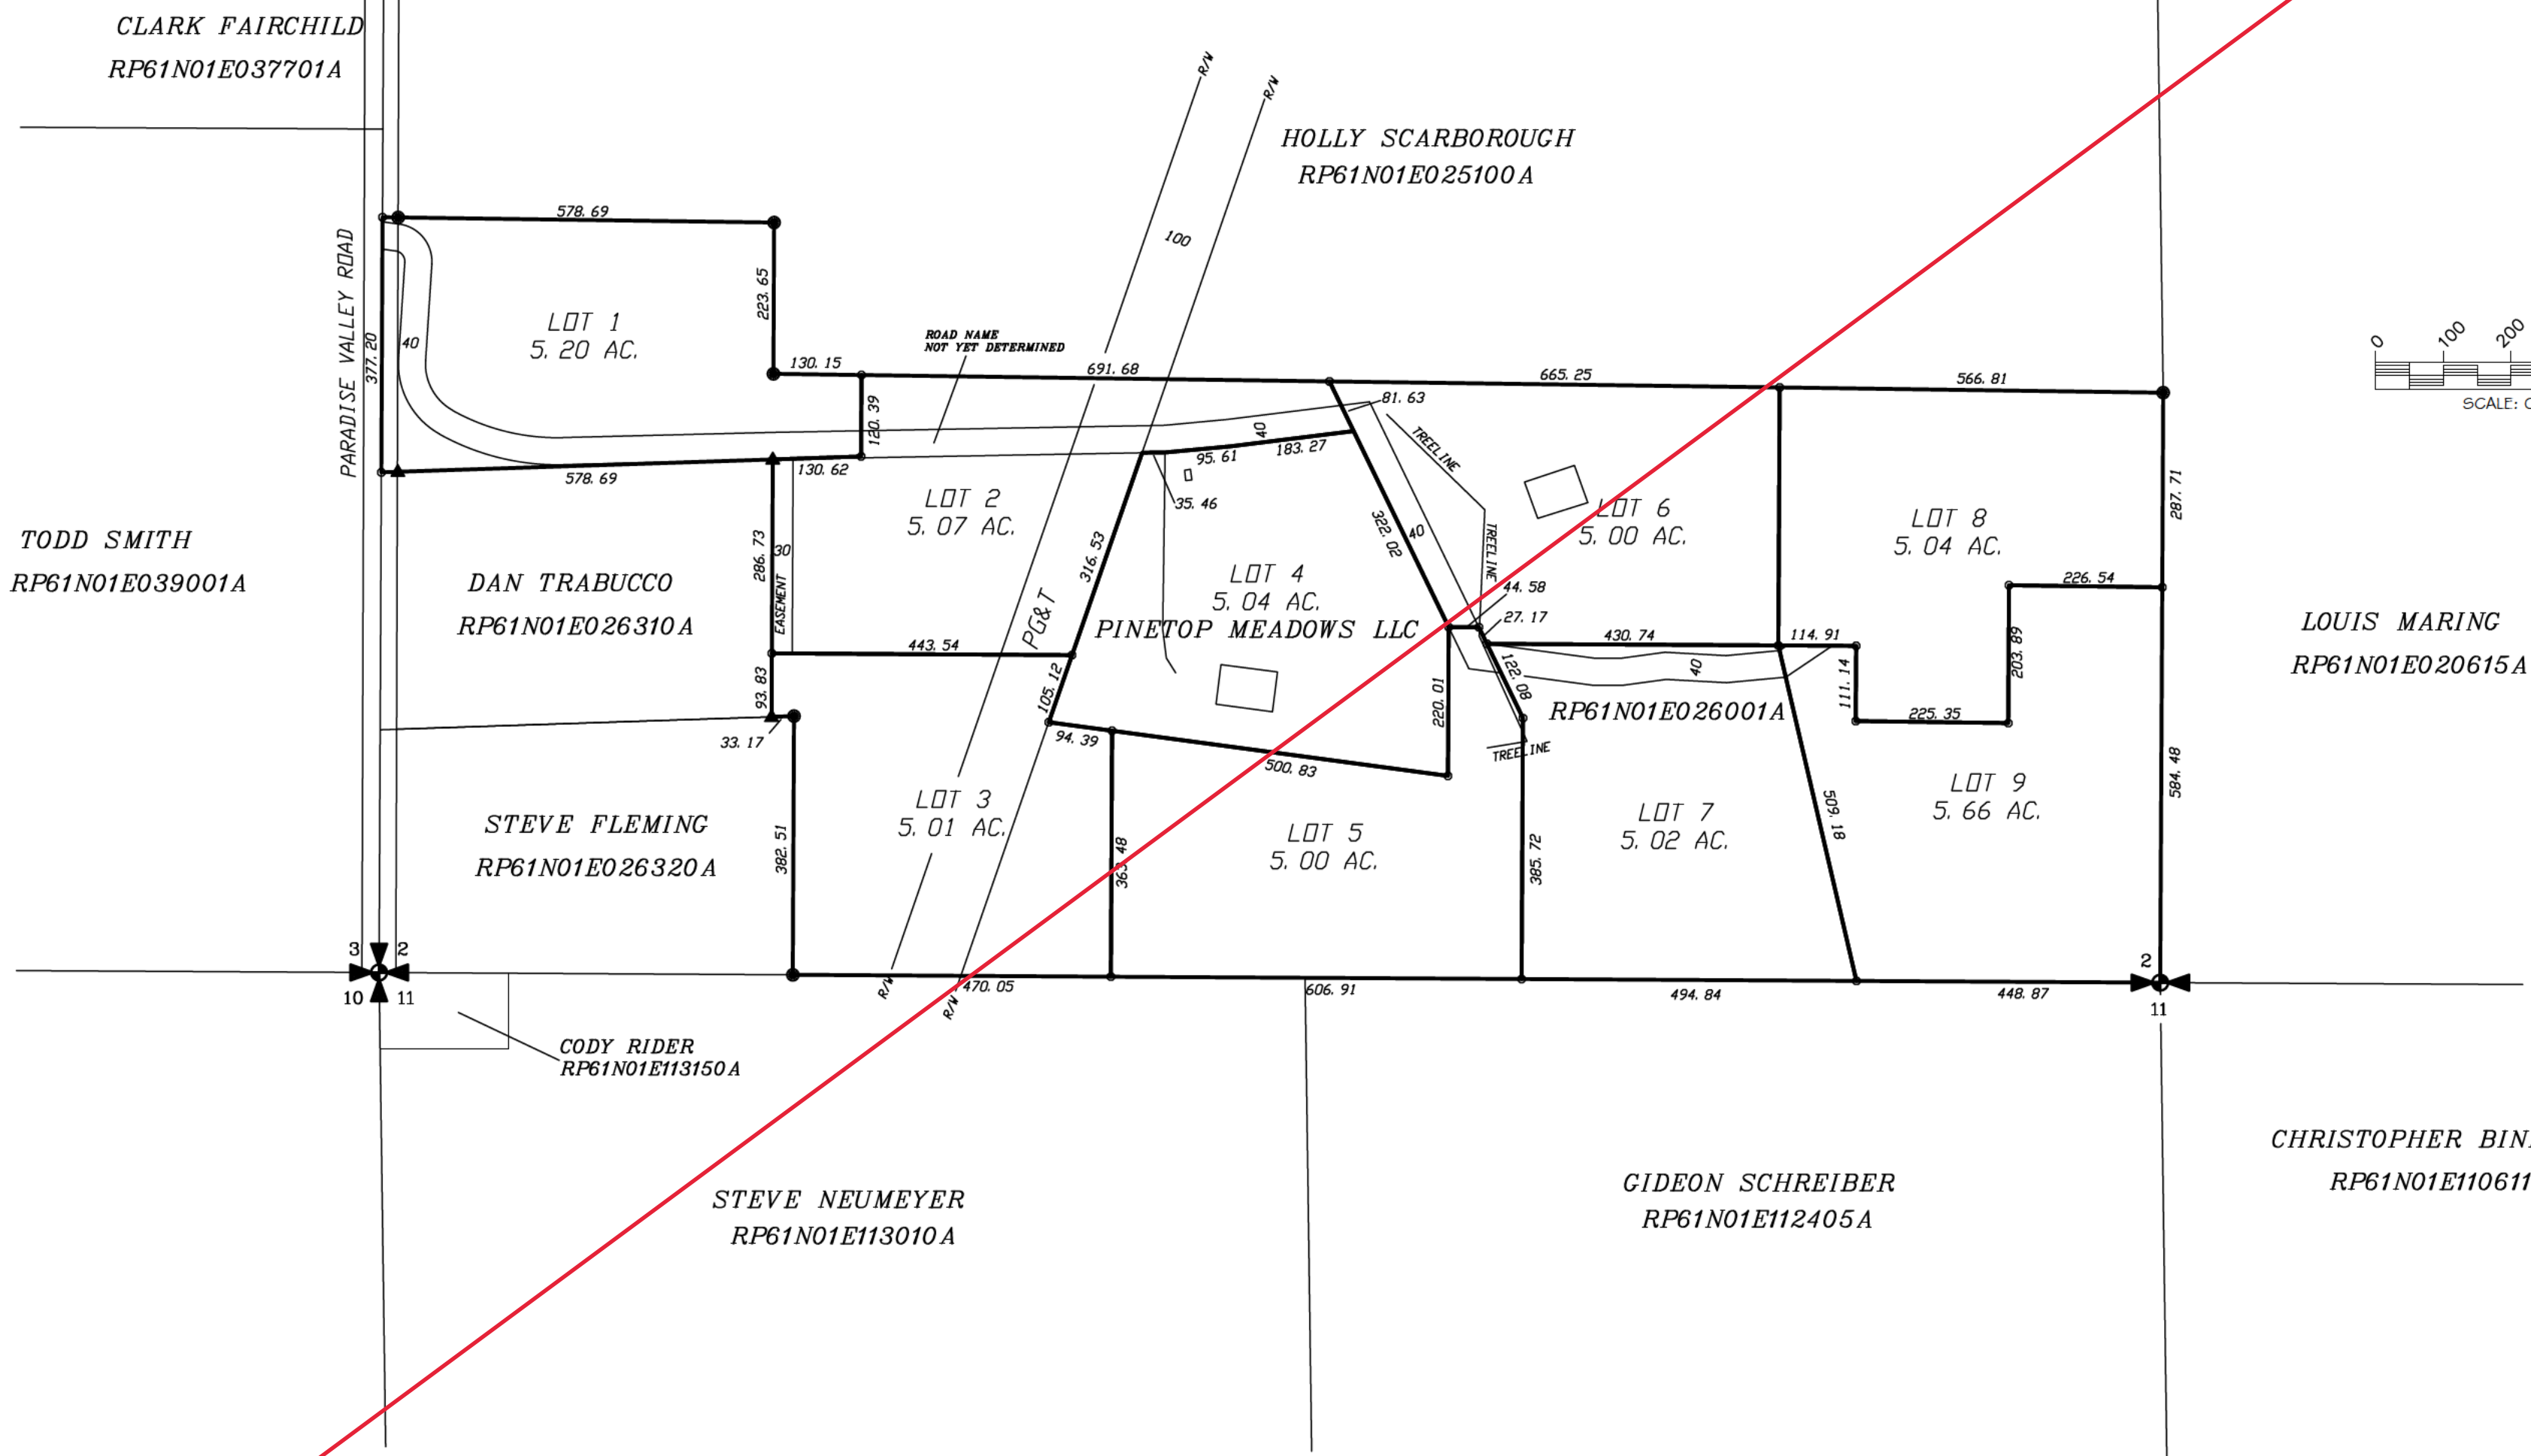 CLARK FAIRCHILD
RP61N01E037701A
R/W
R/W
HOLLY SCARBOROUGH
RP61N01E025100A
100
578.69
PARADISE VALLEY ROAD
377.20
40
LOT 1
5.20 AC.
223.65
ROAD NAME
NOT YET DETERMINED
130.15
691.68
665.25
566.81
0
100
200
SCALE:
81.63
120.39
40
183.27
95.61
TREELINE
578.69
130.62
35.46
LOT 2
5.07 AC.
322.02
40
TREELINE
LOT 6
5.00 AC.
LOT 8
5.04 AC.
287.71
TODD SMITH
RP61N01E039001A
DAN TRABUCCO
RP61N01E026310A
286.73
30
EASEMENT
316.53
PG&T
LOT 4
5.04 AC.
PINETOP MEADOWS LLC
44.58
27.17
226.54
430.74
114.91
203.89
LOUIS MARING
RP61N01E020615A
443.54
93.83
105.12
220.01
122.08
40
111.14
RP61N01E026001A
225.35
33.17
94.39
500.83
TREELINE
STEVE FLEMING
RP61N01E026320A
382.51
LOT 3
5.01 AC.
363.48
LOT 5
5.00 AC.
385.72
LOT 7
5.02 AC.
509.18
LOT 9
5.66 AC.
584.48
3
2
10
11
R/W
R/W
470.05
606.91
494.84
448.87
2
11
CODY RIDER
RP61N01E113150A
STEVE NEUMEYER
RP61N01E113010A
GIDEON SCHREIBER
RP61N01E112405A
CHRISTOPHER
RP61N01E110611